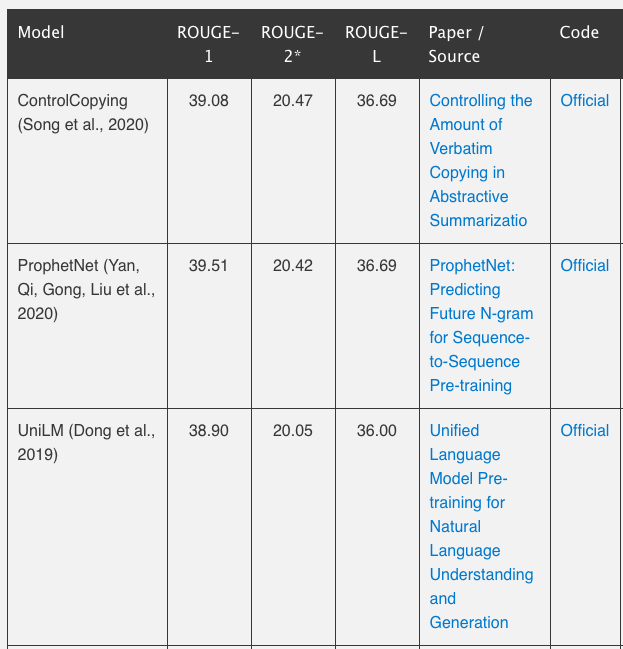 Model ROUGE- ROUGE- ROUGE- Paper / Code
1 2* L Source
ControlCopying 39.08 20.47 36.69 Controlling the Official
(Song et al., 2020) Amount of
Verbatim
Copying in
Abstractive
Summarizatio
ProphetNet (Yan, 39.51 20.42 36.69 ProphetNet: Official
Qi, Gong, Liu et al., Predicting
2020) Future N-gram
for Sequence-
to-Sequence
Pre-training
UniLM (Dong et al., 38.90 20.05 36.00 Unified Official
2019) Language
Model Pre-
training for
Natural
Language
Understanding
and
Generation